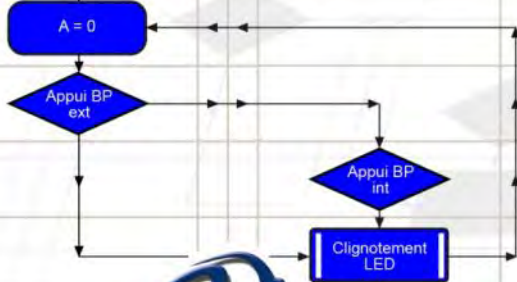 A = 0
Appui BP
ext
Appui BP
int
Clignotement
LED